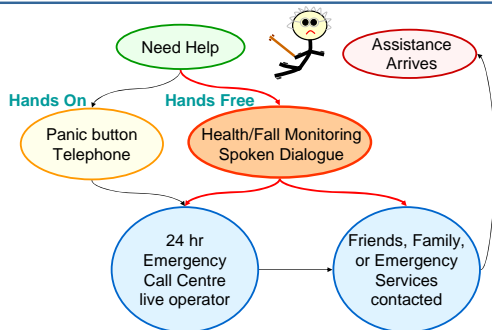 Need Help
Assistance
Arrives
Hands On
Hands Free
Panic button
Telephone
Health/Fall Monitoring
Spoken Dialogue
24 hr
Emergency
Call Centre
live operator
Friends, Family,
or Emergency
Services
contacted